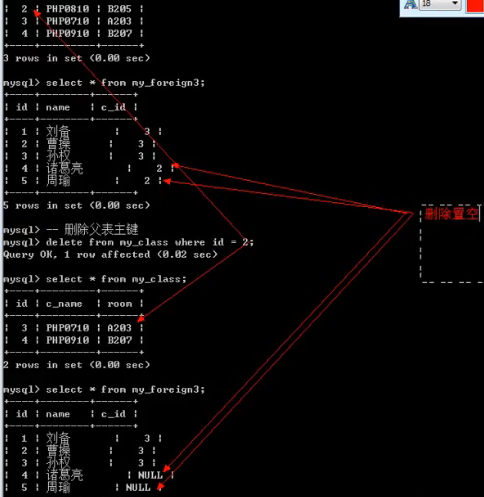 18
| 2 | PHP0810 | B205 |
| 3 | PHP0710 | A203 |
| 4 | PHP0910 | B207 |
+----+---------+------+
3 rows in set (0.00 sec)
mysql> select * from my_foreign3;
+----+--------+------+
| id | name | c_id |
+----+--------+------+
| 1 | 刘备 | 3 |
| 2 | 曹操 | 3 |
| 3 | 孙权 | 3 |
| 4 | 诸葛亮 | 2 |
| 5 | 周瑜 | 2 |
+----+--------+------+
5 rows in set (0.00 sec)
删除置空
mysql> -- 删除父表主键
mysql> delete from my_class where id = 2;
Query OK, 1 row affected (0.02 sec)
mysql> select * from my_class;
+----+---------+------+
| id | c_name | room |
+----+---------+------+
| 3 | PHP0710 | A203 |
| 4 | PHP0910 | B207 |
+----+---------+------+
2 rows in set (0.00 sec)
mysql> select * from my_foreign3;
+----+--------+------+
| id | name | c_id |
+----+--------+------+
| 1 | 刘备 | 3 |
| 2 | 曹操 | 3 |
| 3 | 孙权 | 3 |
| 4 | 诸葛亮 | NULL |
| 5 | 周瑜 | NULL |